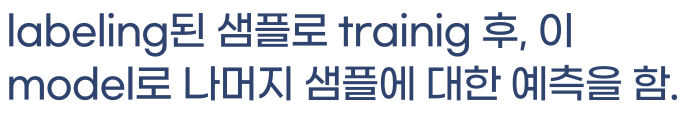 labeling된 샘플로 trainig 후, 이
model로 나머지 샘플에 대한 예측을 함.